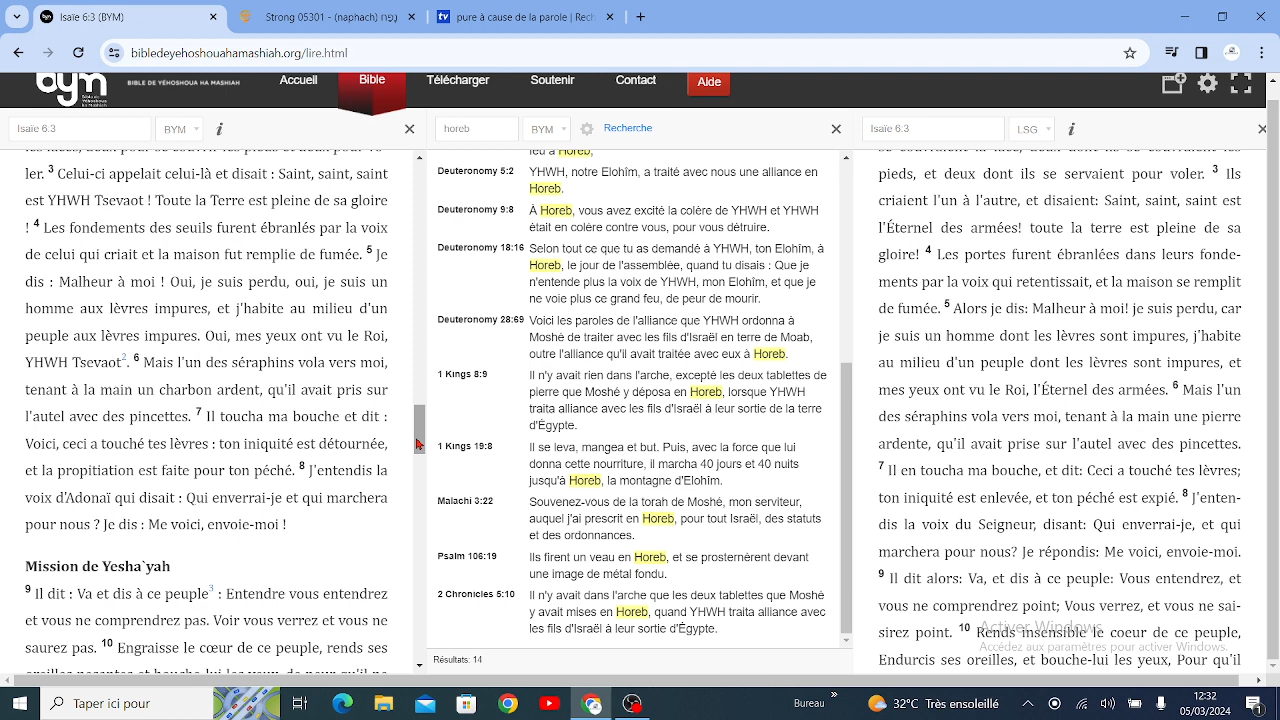 Isaïe 6:3 (BYM)
2Chroniques 6:1
2roneo à cause de la pluie | Rech
bibledeyehoshouahamashiah.org/lire.html
bym
BIBLE DE YÉHOSHOUA HA MASHIAH
Accueil
Bible
Télécharger
Soutenir
Contact
Aide
Isaïe 6.3
BYM
horeb
BYM
Recherche
Isaïe 6.3
LSG
ler. 3 Celui-ci appelait celui-là et disait : Saint, saint, saint
est YHWH Tsevaot ! Toute la Terre est pleine de sa gloire
! 4 Les fondements des seuils furent ébranlés par la voix
de celui qui criait et la maison fut remplie de fumée. 5 Je
dis : Malheur à moi ! Oui, je suis perdu, oui, je suis un
homme aux lèvres impures, et j'habite au milieu d'un
peuple aux lèvres impures. Oui, mes yeux ont vu le Roi,
YHWH Tsevaot2. 6 Mais l'un des séraphins vola vers moi,
tenant à la main un charbon ardent, qu'il avait pris sur
l'autel avec des pincettes. 7 Il toucha ma bouche et dit :
Voici, ceci a touché tes lèvres : ton iniquité est détournée,
et la propitiation est faite pour ton péché. 8 J'entendis la
voix d'Adonaï qui disait : Qui enverrai-je et qui marchera
pour nous ? Je dis : Me voici, envoie-moi !
Mission de Yesha`yah
9 Il dit : Va et dis à ce peuple3 : Entendre vous entendrez
et vous ne comprendrez pas. Voir vous verrez et vous ne
saurez pas. 10 Engraisse le cœur de ce peuple, rends ses
feu à Horeb,
Deuteronomy 5:2 YHWH, notre Elohîm, a traité avec nous une alliance en
Horeb.
Deuteronomy 9:8 À Horeb, vous avez excité la colère de YHWH et YHWH
était en colère contre vous, pour vous détruire.
Deuteronomy 18:16 Selon tout ce que tu as demandé à YHWH, ton Elohîm, à
Horeb, le jour de l'assemblée, quand tu disais : Que je
n'entende plus la voix de YHWH, mon Elohîm, et que je
ne voie plus ce grand feu, de peur de mourir.
Deuteronomy 28:69 Voici les paroles de l'alliance que YHWH ordonna à
Moshé de traiter avec les fils d'Israël en terre de Moab,
outre l'alliance qu'il avait traitée avec eux à Horeb.
1 Kings 8:9 Il n'y avait rien dans l'arche, excepté les deux tablettes de
pierre que Moshé y déposa en Horeb, lorsque YHWH
traita alliance avec les fils d'Israël à leur sortie de la terre
d'Égypte.
1 Kings 19:8 Il se leva, mangea et but. Puis, avec la force que lui
donna cette nourriture, il marcha 40 jours et 40 nuits
jusqu'à Horeb, la montagne d'Elohîm.
Malachi 3:22 Souvenez-vous de la torah de Moshé, mon serviteur,
auquel j'ai prescrit en Horeb, pour tout Israël, des statuts
et des ordonnances.
Psalm 106:19 Ils firent un veau en Horeb, et se prosternèrent devant
une image de métal fondu.
2 Chronicles 5:10 Il n'y avait dans l'arche que les deux tablettes que Moshè
y avait mises en Horeb, quand YHWH traita alliance avec
les fils d'Israël à leur sortie d'Égypte.
Résultats: 14
pieds, et deux dont ils se servaient pour voler. 3 Ils
criaient l'un à l'autre, et disaient: Saint, saint, saint est
l'Éternel des armées! toute la terre est pleine de sa
gloire! 4 Les portes furent ébranlées dans leurs fonde-
ments par la voix qui retentissait, et la maison se remplit
de fumée. 5 Alors je dis: Malheur à moi! je suis perdu, car
je suis un homme dont les lèvres sont impures, j'habite
au milieu d'un peuple dont les lèvres sont impures, et
mes yeux ont vu le Roi, l'Éternel des armées. 6 Mais l'un
des séraphins vola vers moi, tenant à la main une pierre
ardente, qu'il avait prise sur l'autel avec des pincettes.
7 Il en toucha ma bouche, et dit: Ceci a touché tes lèvres;
ton iniquité est enlevée, et ton péché est expié. 8 J'enten-
dis la voix du Seigneur, disant: Qui enverrai-je, et qui
marchera pour nous? Je répondis: Me voici, envoie-moi.
9 Il dit alors: Va, et dis à ce peuple: Vous entendrez, et
vous ne comprendrez point; Vous verrez, et vous ne sai-
sirez point. 10 Rends insensible le coeur de ce peuple,
Endurcis ses oreilles, et bouche-lui les yeux, Pour qu'il
Activer Windows
Accédez aux paramètres pour activer Windows.
Taper ici pour rechercher
Bureau
32°C Très ensoleillé
12:32
05/03/2024